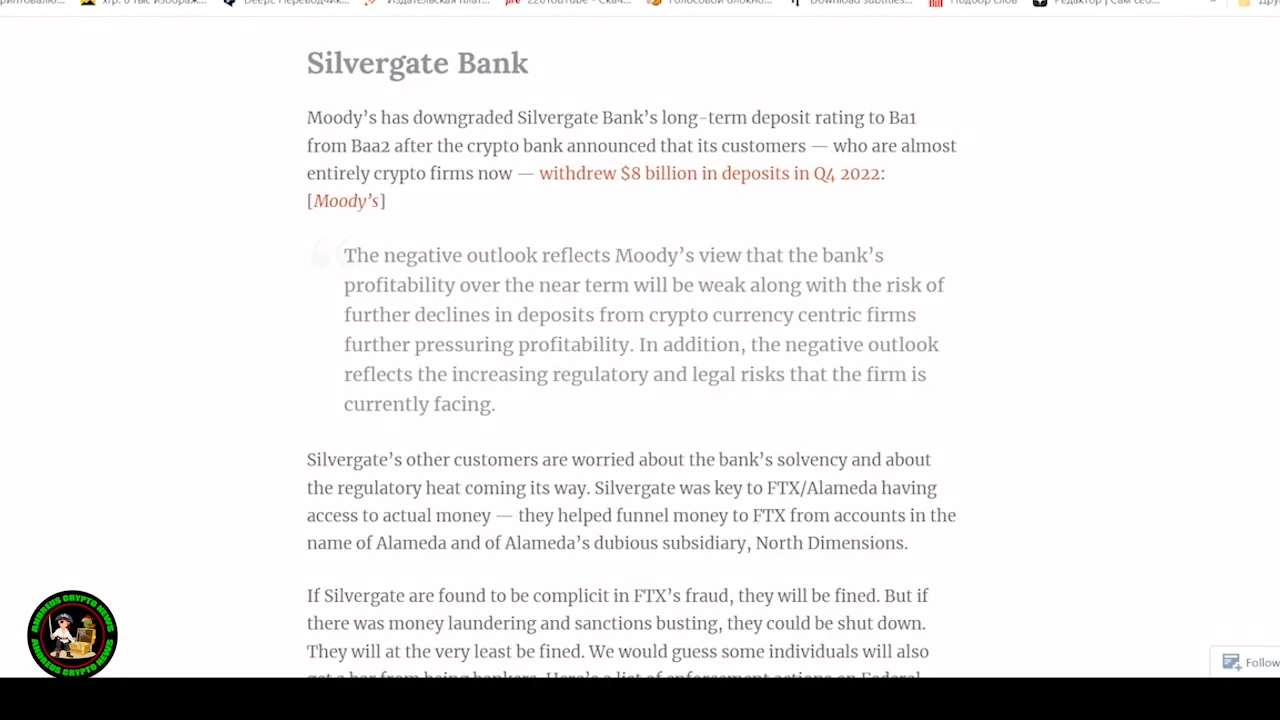 Silvergate Bank
Moody's has downgraded Silvergate Bank's long-term deposit rating to Ba1
from Baa2 after the crypto bank announced that its customers — who are almost
entirely crypto firms now — withdrew $8 billion in deposits in Q4 2022:
[Moody's]
The negative outlook reflects Moody's view that the bank's
profitability over the near term will be weak along with the risk of
further declines in deposits from crypto currency centric firms
further pressuring profitability. In addition, the negative outlook
reflects the increasing regulatory and legal risks that the firm is
currently facing.
Silvergate's other customers are worried about the bank's solvency and about
the regulatory heat coming its way. Silvergate was key to FTX/Alameda having
access to actual money — they helped funnel money to FTX from accounts in the
name of Alameda and of Alameda's dubious subsidiary, North Dimensions.
If Silvergate are found to be complicit in FTX's fraud, they will be fined. But if
there was money laundering and sanctions busting, they could be shut down.
They will at the very least be fined. We would guess some individuals will also
ANDREUS CRYPTO NEWS
ANDREUS CRYPTO NEWS
Follow